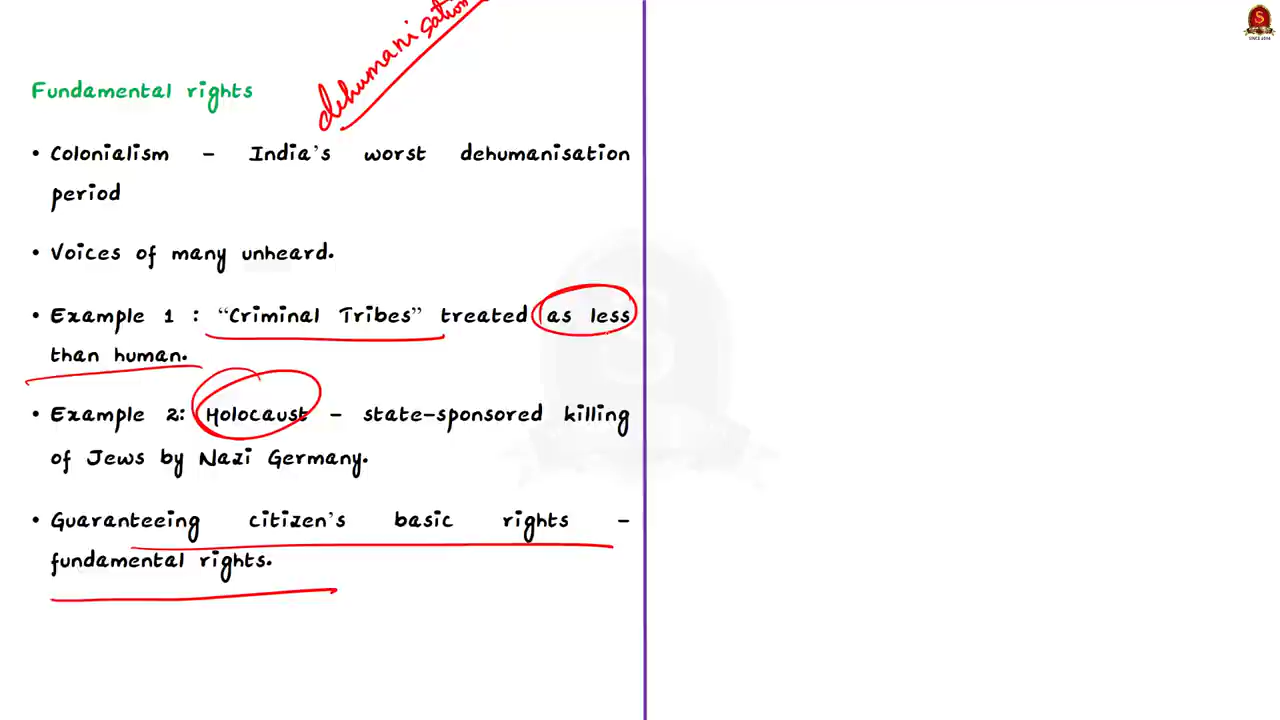 dehumanisation
Fundamental rights
• Colonialism – India's worst dehumanisation
period
• Voices of many unheard.
• Example 1 : "Criminal Tribes" treated as less
than human.
• Example 2: Holocaust – state-sponsored killing
of Jews by Nazi Germany.
• Guaranteeing citizen's basic rights –
fundamental rights.
S
SINCE 2004